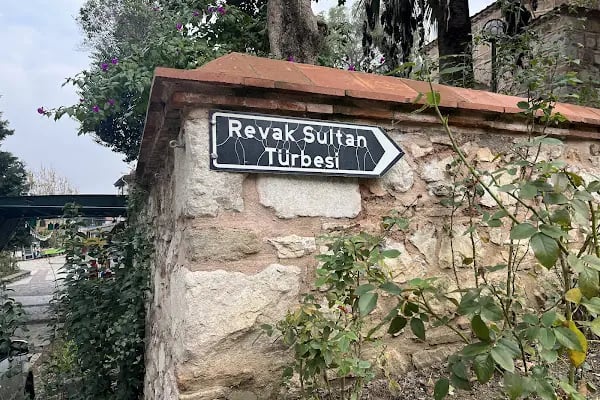 Revak Sultan
Türbesi